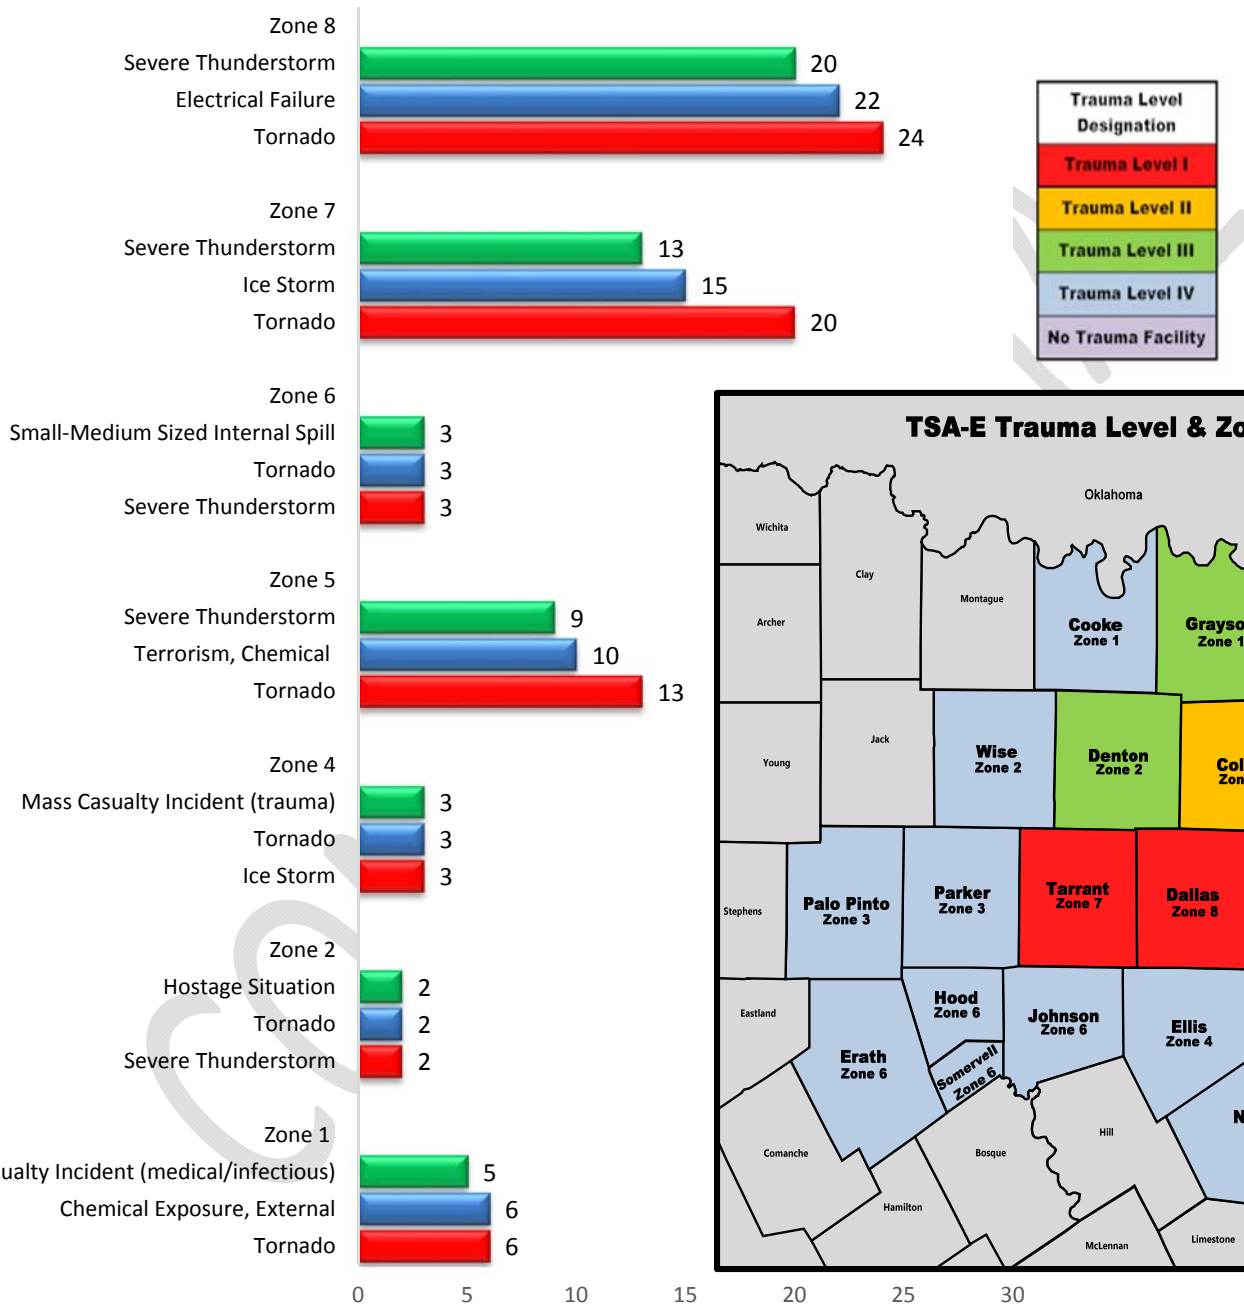 Zone 8
Severe Thunderstorm 20
Electrical Failure 22
Tornado 24
Zone 7
Severe Thunderstorm 13
Ice Storm 15
Tornado 20
Zone 6
Small-Medium Sized Internal Spill 3
Tornado 3
Severe Thunderstorm 3
Zone 5
Severe Thunderstorm 9
Terrorism, Chemical 10
Tornado 13
Zone 4
Mass Casualty Incident (trauma) 3
Tornado 3
Ice Storm 3
Zone 2
Hostage Situation 2
Tornado 2
Severe Thunderstorm 2
Zone 1
ualty Incident (medical/infectious) 5
Chemical Exposure, External 6
Tornado 6
0 5 10 15 20 25 30
Trauma Level
Designation
Trauma Level I
Trauma Level II
Trauma Level III
Trauma Level IV
No Trauma Facility
TSA-E Trauma Level & Zo
Oklahoma
Wichita
Clay
Montague
Archer
Cooke
Zone 1
Grayso
Zone 1
Young
Jack
Wise
Zone 2
Denton
Zone 2
Col
Zon
Stephens
Palo Pinto
Zone 3
Parker
Zone 3
Tarrant
Zone 7
Dallas
Zone 8
Eastland
Hood
Zone 6
Johnson
Zone 6
Ellis
Zone 4
Erath
Zone 6
Somervell
Zone 6
N
Comanche
Bosque
Hill
Hamilton
McLennan
Limestone